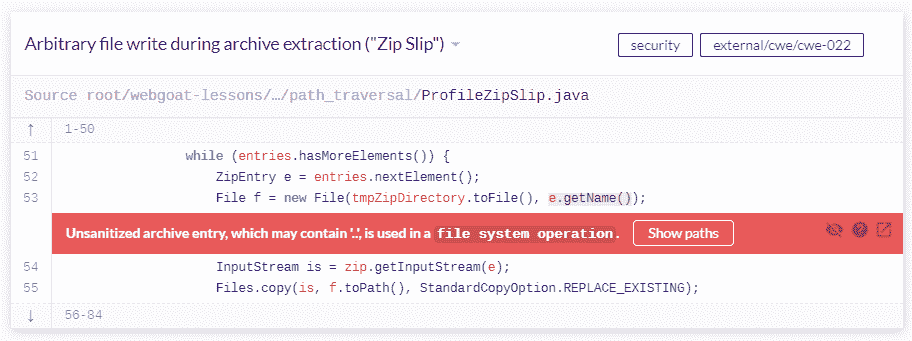 Arbitrary file write during archive extraction ("Zip Slip")
security
external/cwe/cwe-022
Source root/webgoat-lessons/…/path_traversal/ProfileZipSlip.java
↑ 1-50
51 while (entries.hasMoreElements()) {
52 ZipEntry e = entries.nextElement();
53 File f = new File(tmpZipDirectory.toFile(), e.getName());
Unsanitized archive entry, which may contain '..', is used in a file system operation. Show paths
54 InputStream is = zip.getInputStream(e);
55 Files.copy(is, f.toPath(), StandardCopyOption.REPLACE_EXISTING);
↓ 56-84